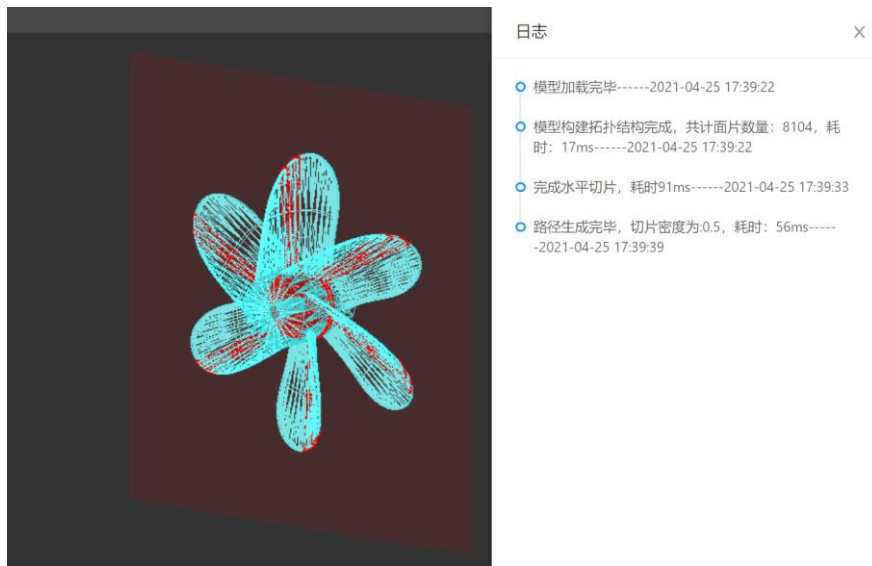 日志
模型加载完毕------2021-04-25 17:39:22
模型构建拓扑结构完成，共计面片数量：8104，耗
时：17ms------2021-04-25 17:39:22
完成水平切片，耗时91ms------2021-04-25 17:39:33
路径生成完毕，切片密度为:0.5，耗时：56ms-----
-2021-04-25 17:39:39